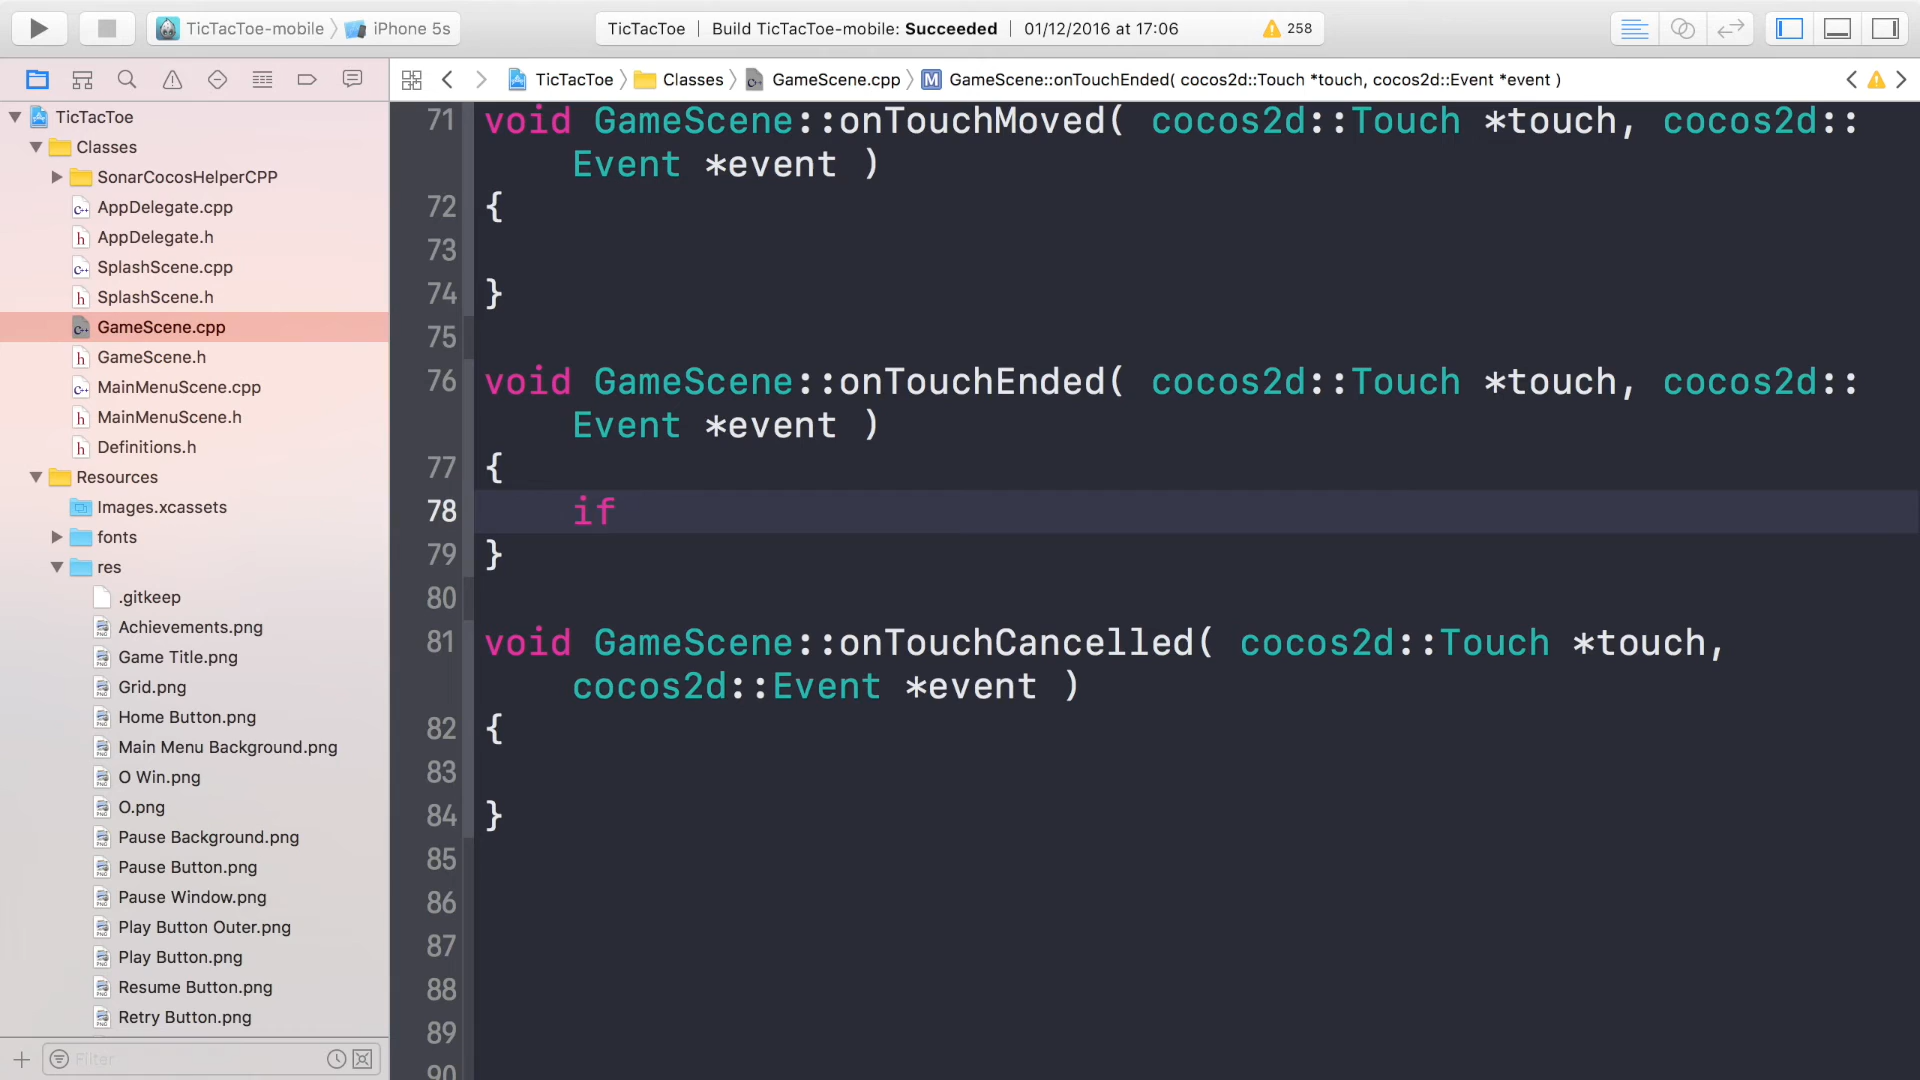 TicTacToe-mobile iPhone 5s TicTacToe | Build TicTacToe-mobile: Succeeded | 01/12/2016 at 17:06 258
TicTacToe Classes GameScene.cpp M GameScene::onTouchEnded( cocos2d::Touch *touch, cocos2d::Event *event )
TicTacToe
Classes
SonarCocosHelperCPP
AppDelegate.cpp
AppDelegate.h
SplashScene.cpp
SplashScene.h
GameScene.cpp
GameScene.h
MainMenuScene.cpp
MainMenuScene.h
Definitions.h
Resources
Images.xcassets
fonts
res
.gitkeep
Achievements.png
Game Title.png
Grid.png
Home Button.png
Main Menu Background.png
O Win.png
O.png
Pause Background.png
Pause Button.png
Pause Window.png
Play Button Outer.png
Play Button.png
Resume Button.png
Retry Button.png
Filter
71 void GameScene::onTouchMoved( cocos2d::Touch *touch, cocos2d::
Event *event )
72 {
73
74 }
75
76 void GameScene::onTouchEnded( cocos2d::Touch *touch, cocos2d::
Event *event )
77 {
78 if
79 }
80
81 void GameScene::onTouchCancelled( cocos2d::Touch *touch,
cocos2d::Event *event )
82 {
83
84 }
85
86
87
88
89
90